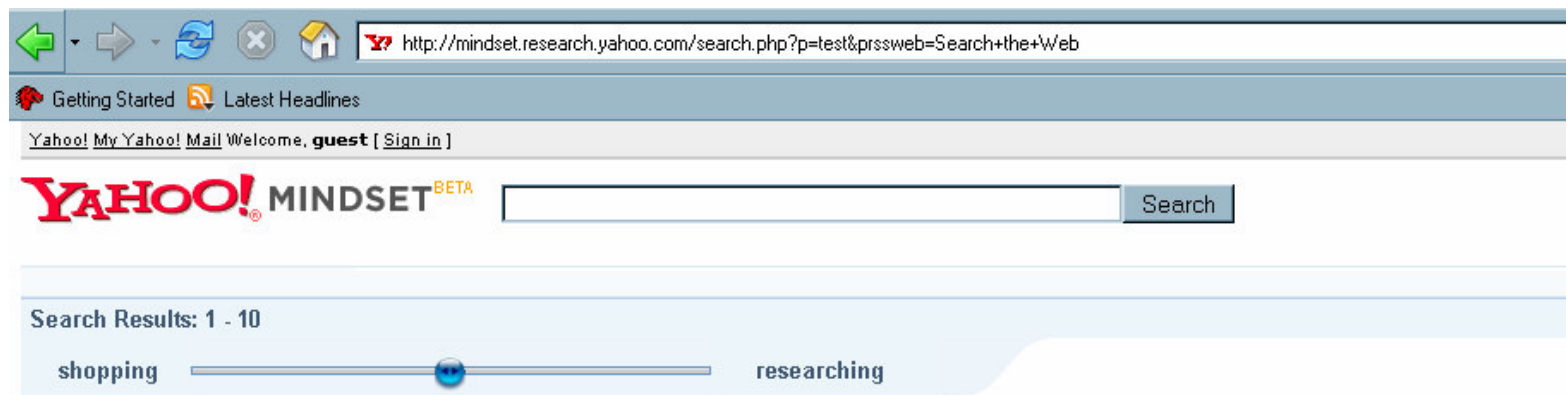 http://mindset.research.yahoo.com/search.php?p=test&prssweb=Search+the+Web
Getting Started Latest Headlines
Yahoo! My Yahoo! Mail Welcome, guest [ Sign in ]
YAHOO!® MINDSET BETA Search
Search Results: 1 - 10
shopping researching